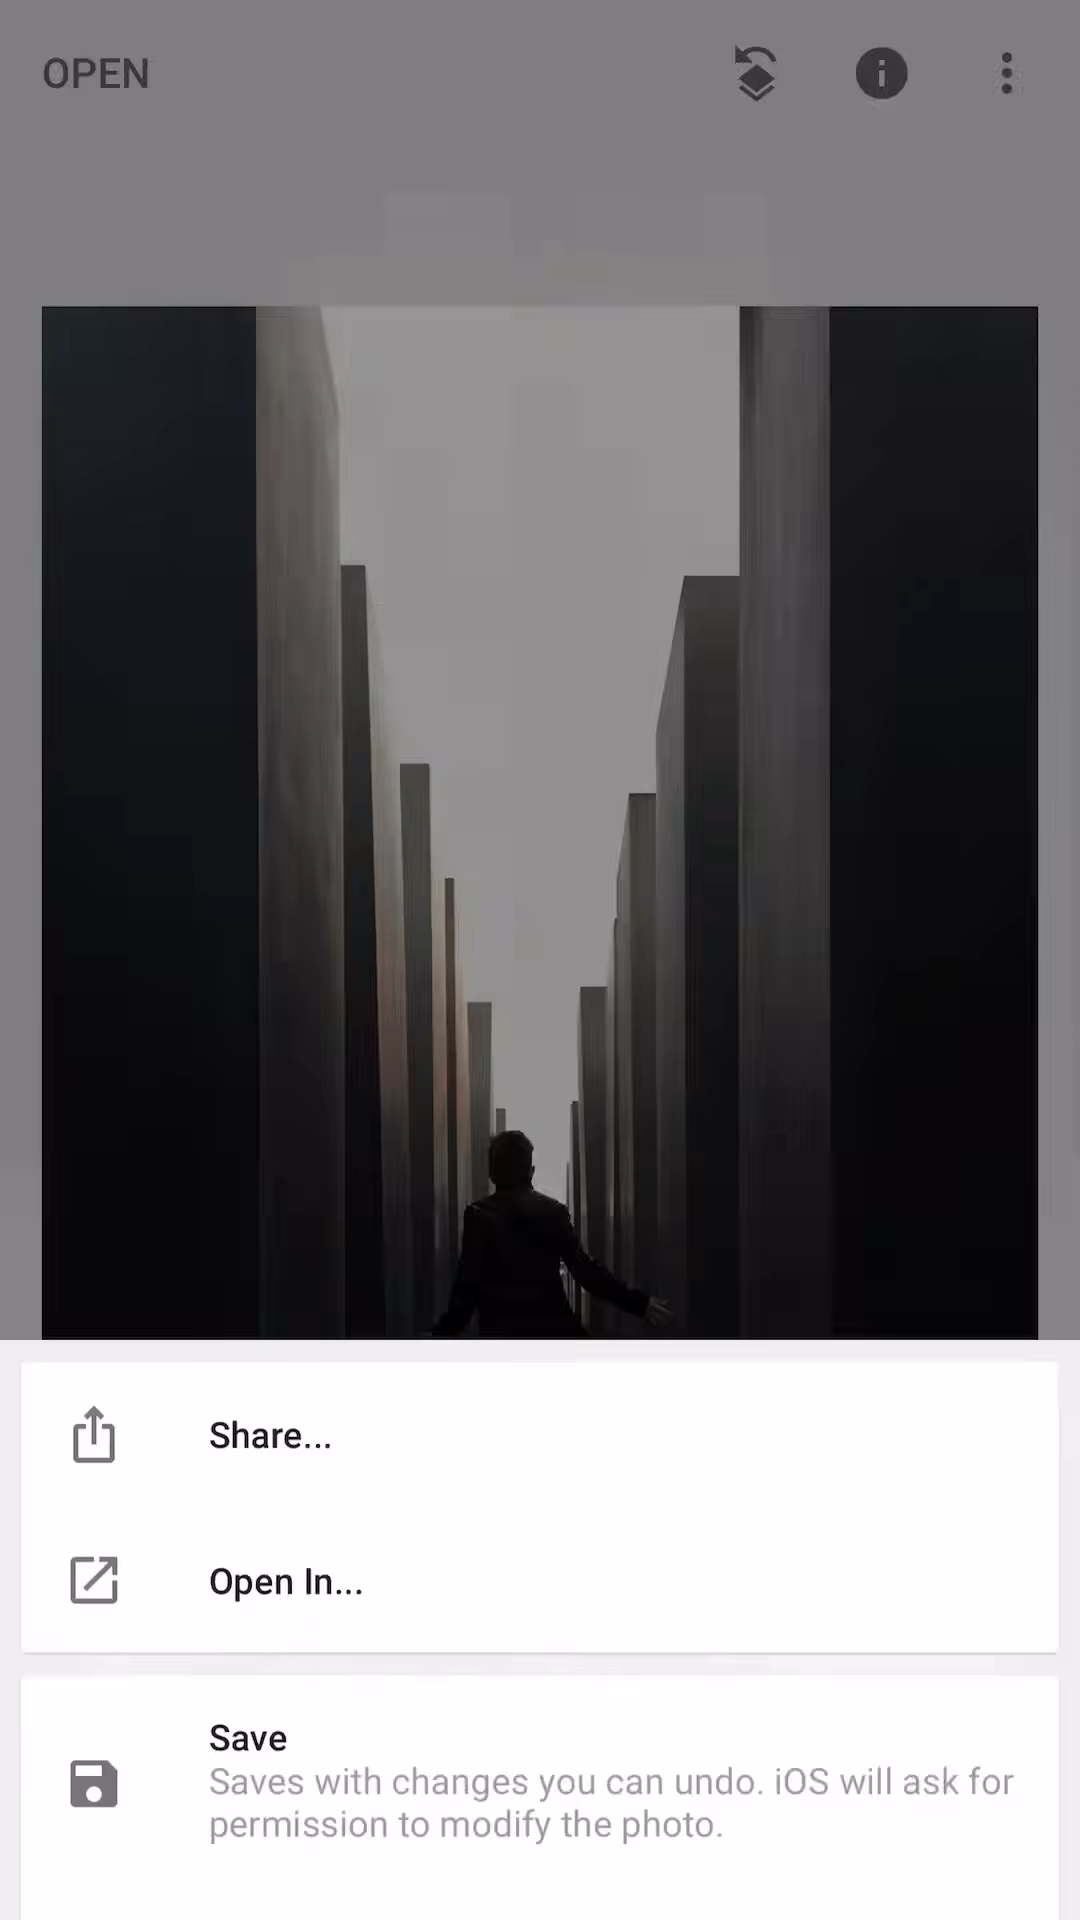 OPEN
Share...
Open In...
Save
Saves with changes you can undo. iOS will ask for
permission to modify the photo.